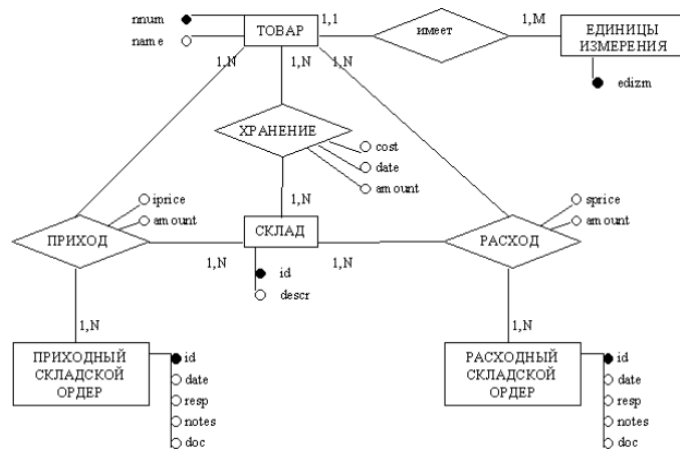 nnum
name
ТОВАР
1,1
имеет
1,M
ЕДИНИЦЫ
ИЗМЕРЕНИЯ
edizm
1,N
1,N
1,N
ХРАНЕНИЕ
cost
date
amount
iprice
amount
ПРИХОД
1,N
СКЛАД
1,N
1,N
id
descr
sprice
amount
РАСХОД
1,N
ПРИХОДНЫЙ
СКЛАДСКОЙ
ОРДЕР
id
date
resp
notes
doc
1,N
РАСХОДНЫЙ
СКЛАДСКОЙ
ОРДЕР
id
date
resp
notes
doc